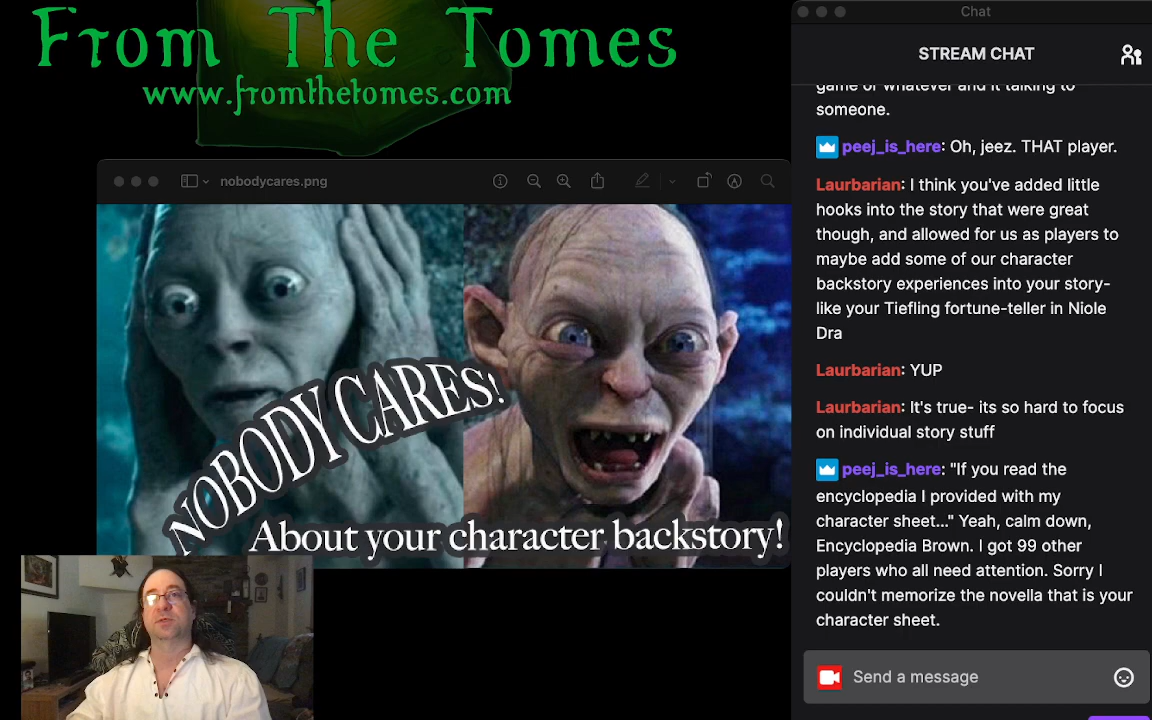 From The Tomes
www.fromthetomes.com
nobodycares.png
NOBODY CARES!
About your character backstory!
Chat
STREAM CHAT
game or whatever and it talking to
someone.
peej_is_here: Oh, jeez. THAT player.
Laurbarian: I think you've added little
hooks into the story that were great
though, and allowed for us as players to
maybe add some of our character
backstory experiences into your story-
like your Tiefling fortune-teller in Niole
Dra
Laurbarian: YUP
Laurbarian: It's true- its so hard to focus
on individual story stuff
peej_is_here: "If you read the
encyclopedia I provided with my
character sheet..." Yeah, calm down,
Encyclopedia Brown. I got 99 other
players who all need attention. Sorry I
couldn't memorize the novella that is your
character sheet.
Send a message